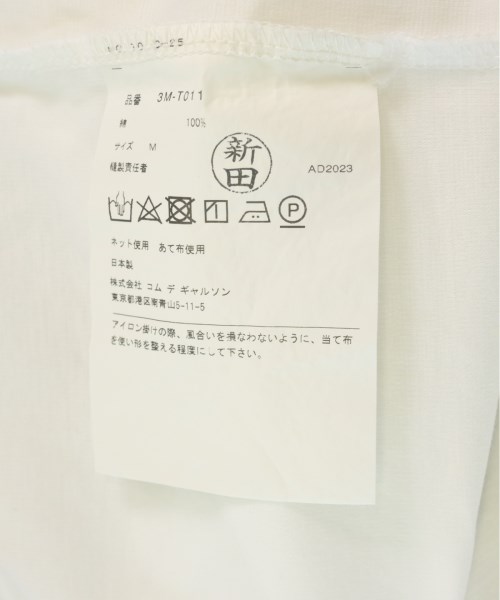 品番 3M-T011
綿 100%
サイズ M
縫製責任者
新田
AD2023
P
ネット使用 あて布使用
日本製
株式会社 コム デ ギャルソン
東京都港区南青山5-11-5
アイロン掛けの際、風合いを損なわないように、当て布
を使い形を整える程度にして下さい。